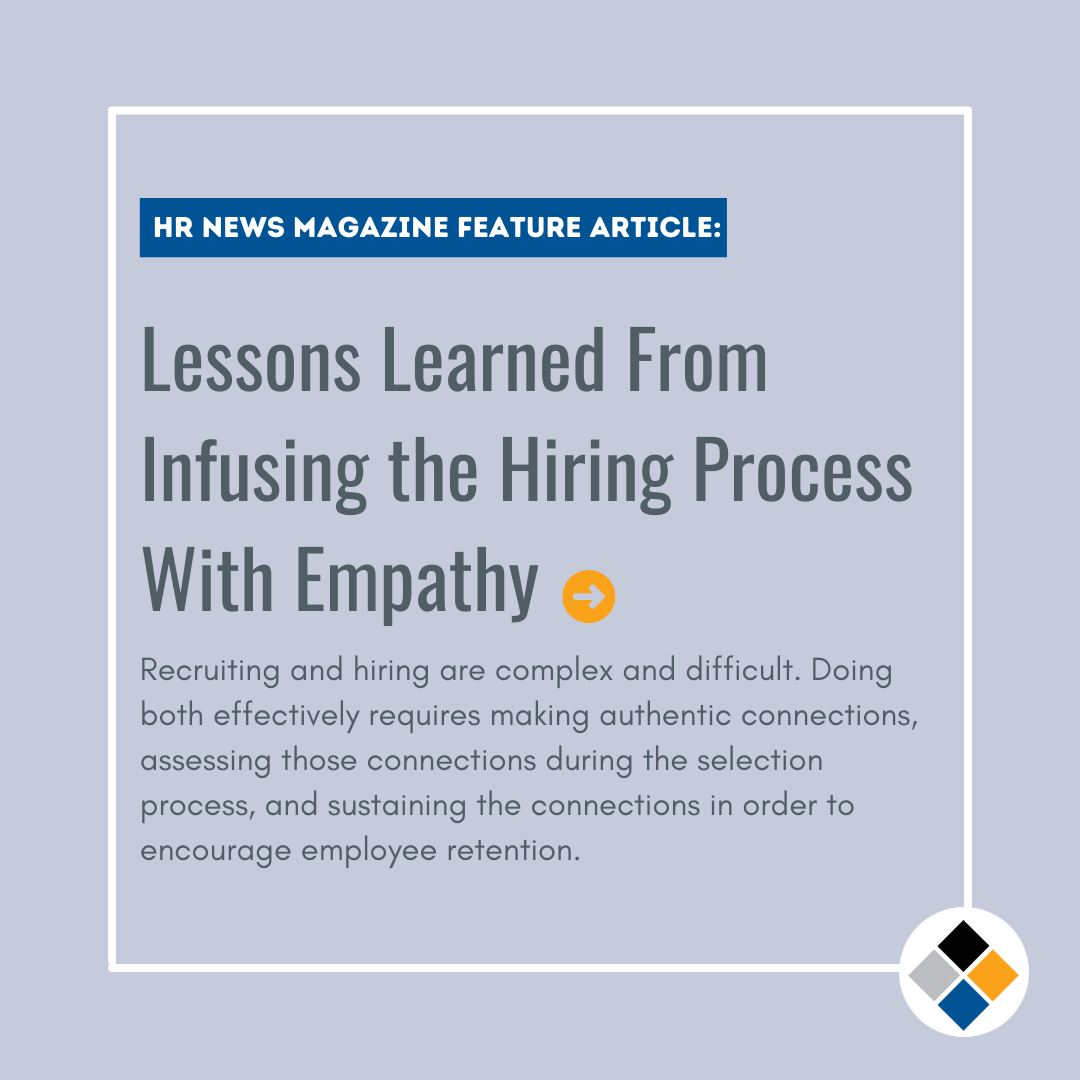 HR NEWS MAGAZINE FEATURE ARTICLE:
Lessons Learned From
Infusing the Hiring Process
With Empathy
Recruiting and hiring are complex and difficult. Doing
both effectively requires making authentic connections,
assessing those connections during the selection
process, and sustaining the connections in order to
encourage employee retention.